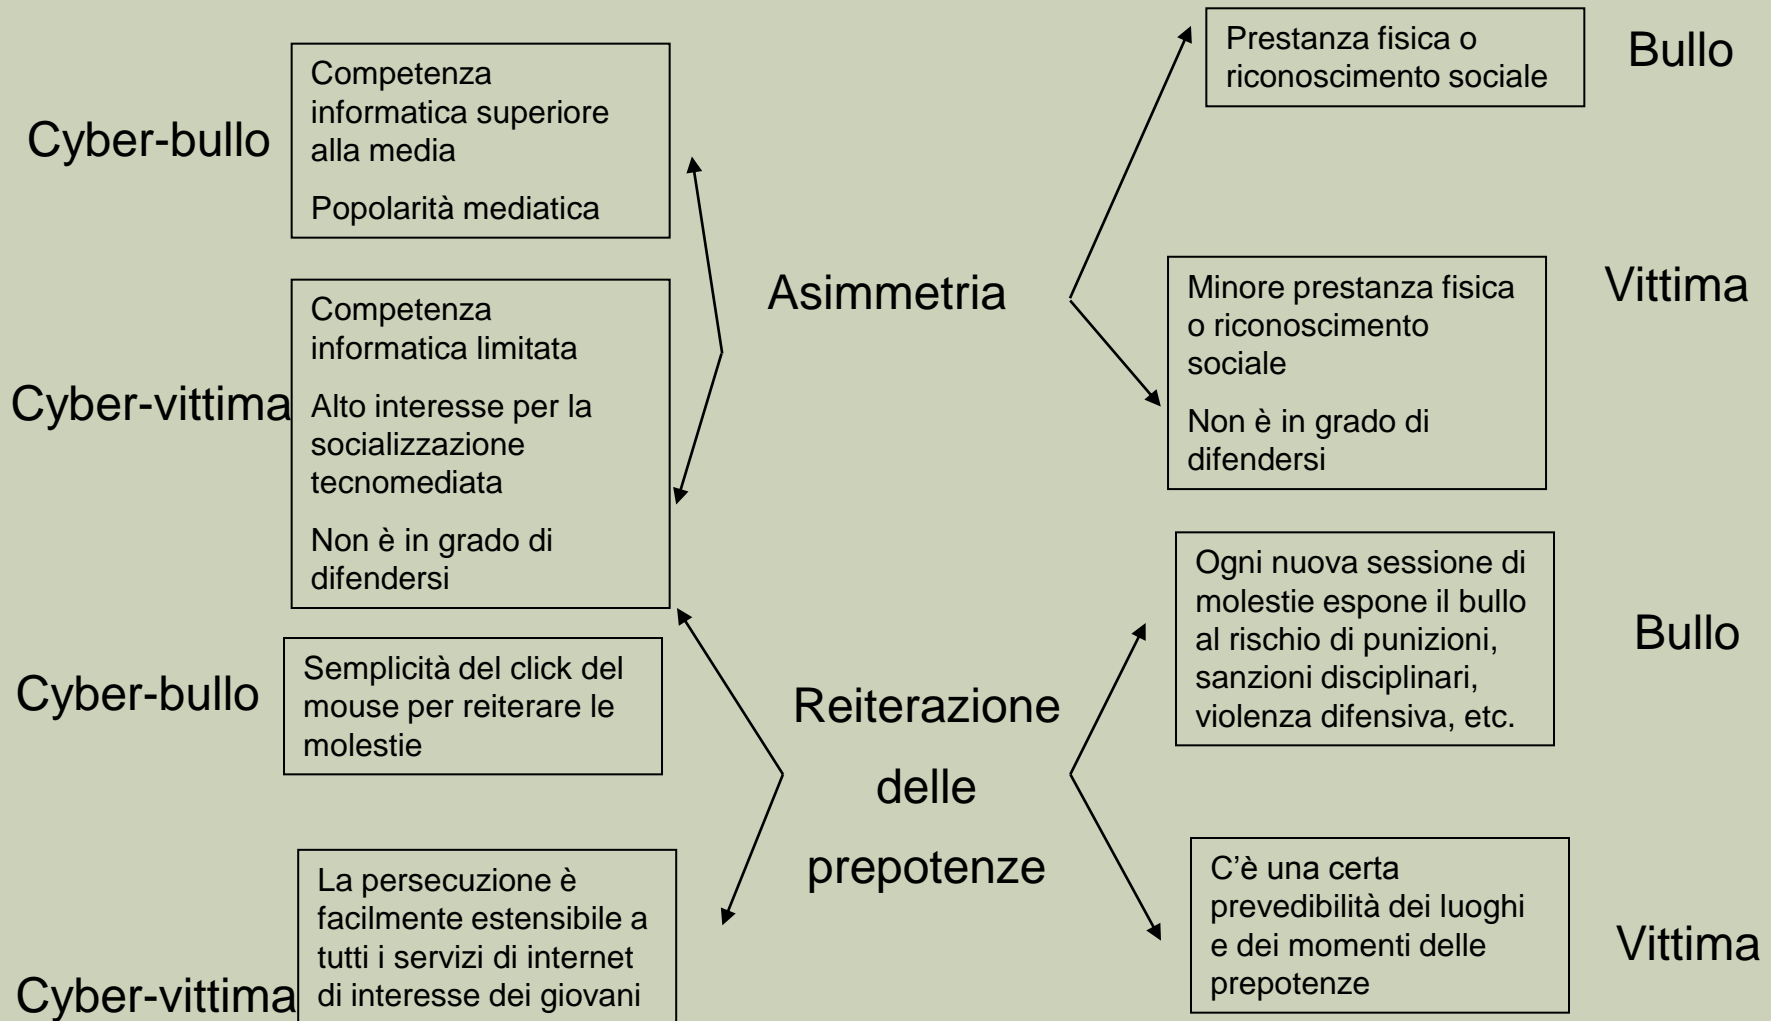 Cyber-bullo
Competenza
informatica superiore
alla media
Popolarità mediatica
Cyber-vittima
Competenza
informatica limitata
Alto interesse per la
socializzazione
tecnomediata
Non è in grado di
difendersi
Asimmetria
Prestanza fisica o
riconoscimento sociale
Bullo
Minore prestanza fisica
o riconoscimento
sociale
Non è in grado di
difendersi
Vittima
Cyber-bullo
Semplicità del click del
mouse per reiterare le
molestie
Cyber-vittima
La persecuzione è
facilmente estensibile a
tutti i servizi di internet
di interesse dei giovani
Reiterazione
delle
prepotenze
Ogni nuova sessione di
molestie espone il bullo
al rischio di punizioni,
sanzioni disciplinari,
violenza difensiva, etc.
Bullo
C’è una certa
prevedibilità dei luoghi
e dei momenti delle
prepotenze
Vittima